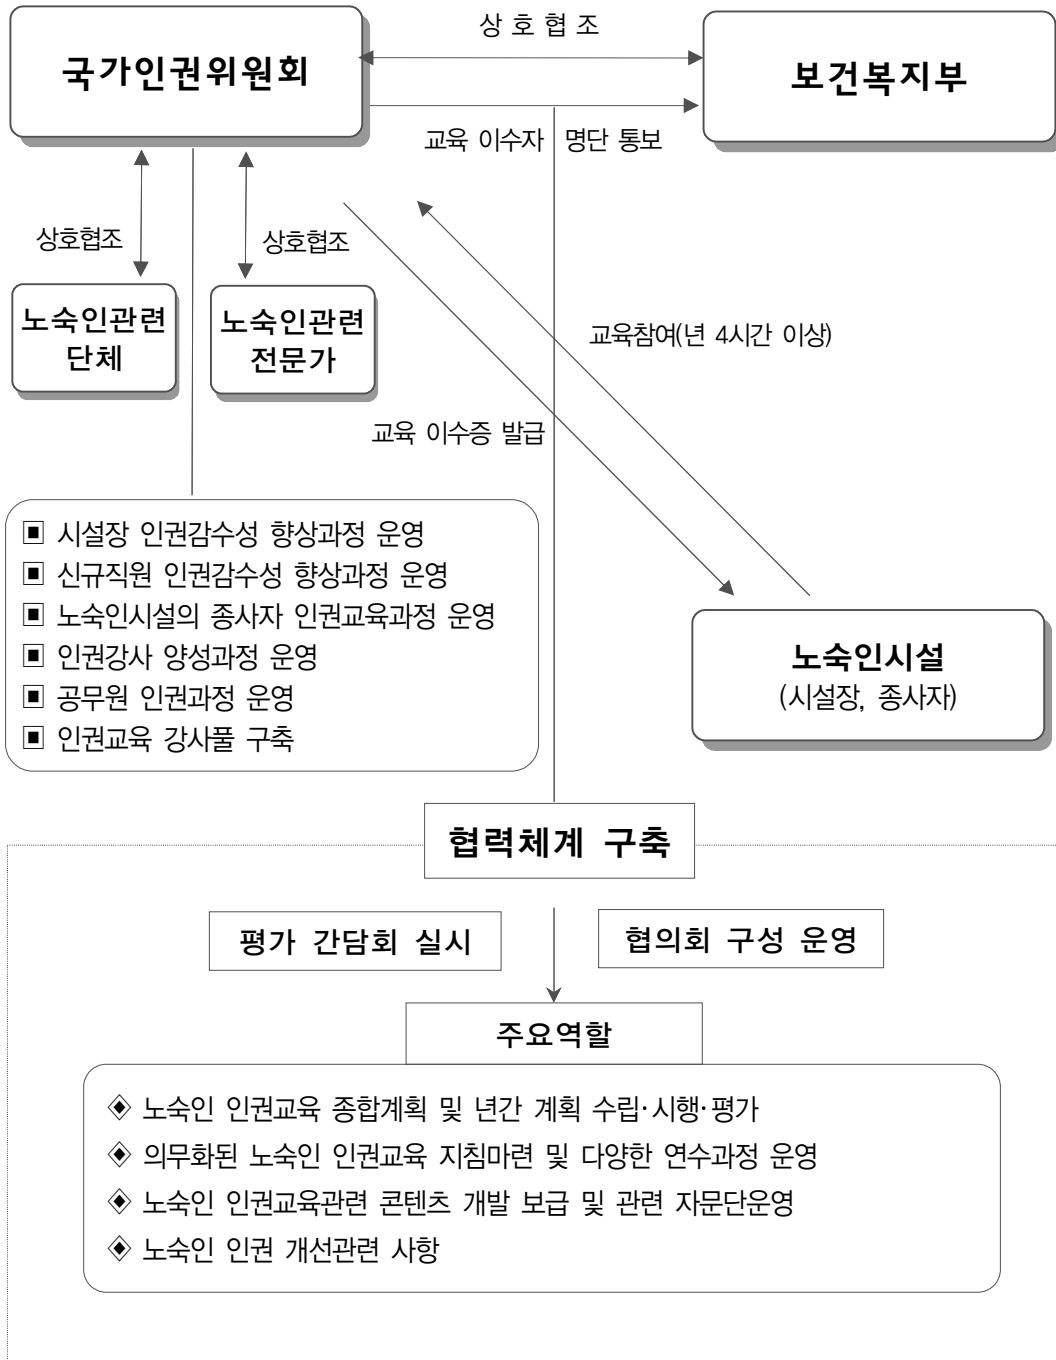 상 호 협 조
국가인권위원회
보건복지부
교육 이수자 명단 통보
상호협조
상호협조
노숙인관련
단체
노숙인관련
전문가
교육참여(년 4시간 이상)
교육 이수증 발급
▣ 시설장 인권감수성 향상과정 운영
▣ 신규직원 인권감수성 향상과정 운영
▣ 노숙인시설의 종사자 인권교육과정 운영
▣ 인권강사 양성과정 운영
▣ 공무원 인권과정 운영
▣ 인권교육 강사풀 구축
노숙인시설
(시설장, 종사자)
협력체계 구축
평가 간담회 실시
협의회 구성 운영
주요역할
◈ 노숙인 인권교육 종합계획 및 년간 계획 수립·시행·평가
◈ 의무화된 노숙인 인권교육 지침마련 및 다양한 연수과정 운영
◈ 노숙인 인권교육관련 콘텐츠 개발 보급 및 관련 자문단운영
◈ 노숙인 인권 개선관련 사항